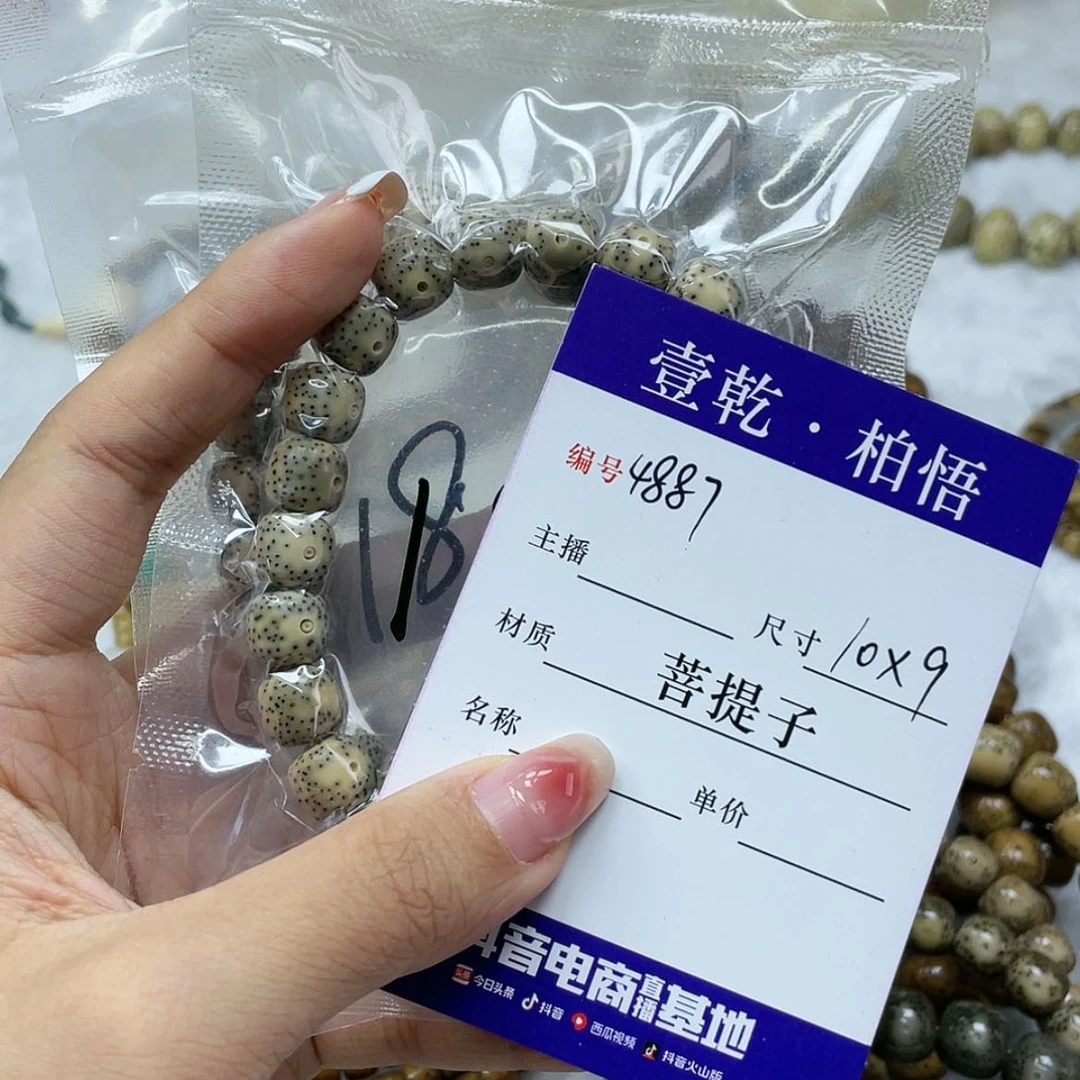 壹乾·柏悟
编号 4887
主播
尺寸 10X9
材质 菩提子
名称
单价
抖音电商直播基地
今日头条 抖音 西瓜视频 抖音火山版